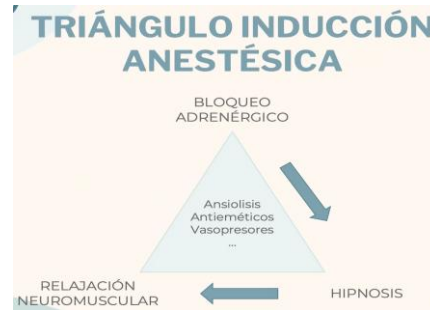 TRIÁNGULO INDUCCIÓN
ANESTÉSICA
BLOQUEO
ADRENÉRGICO
Ansiolisis
Antieméticos
Vasopresores
...
RELAJACIÓN
NEUROMUSCULAR
HIPNOSIS